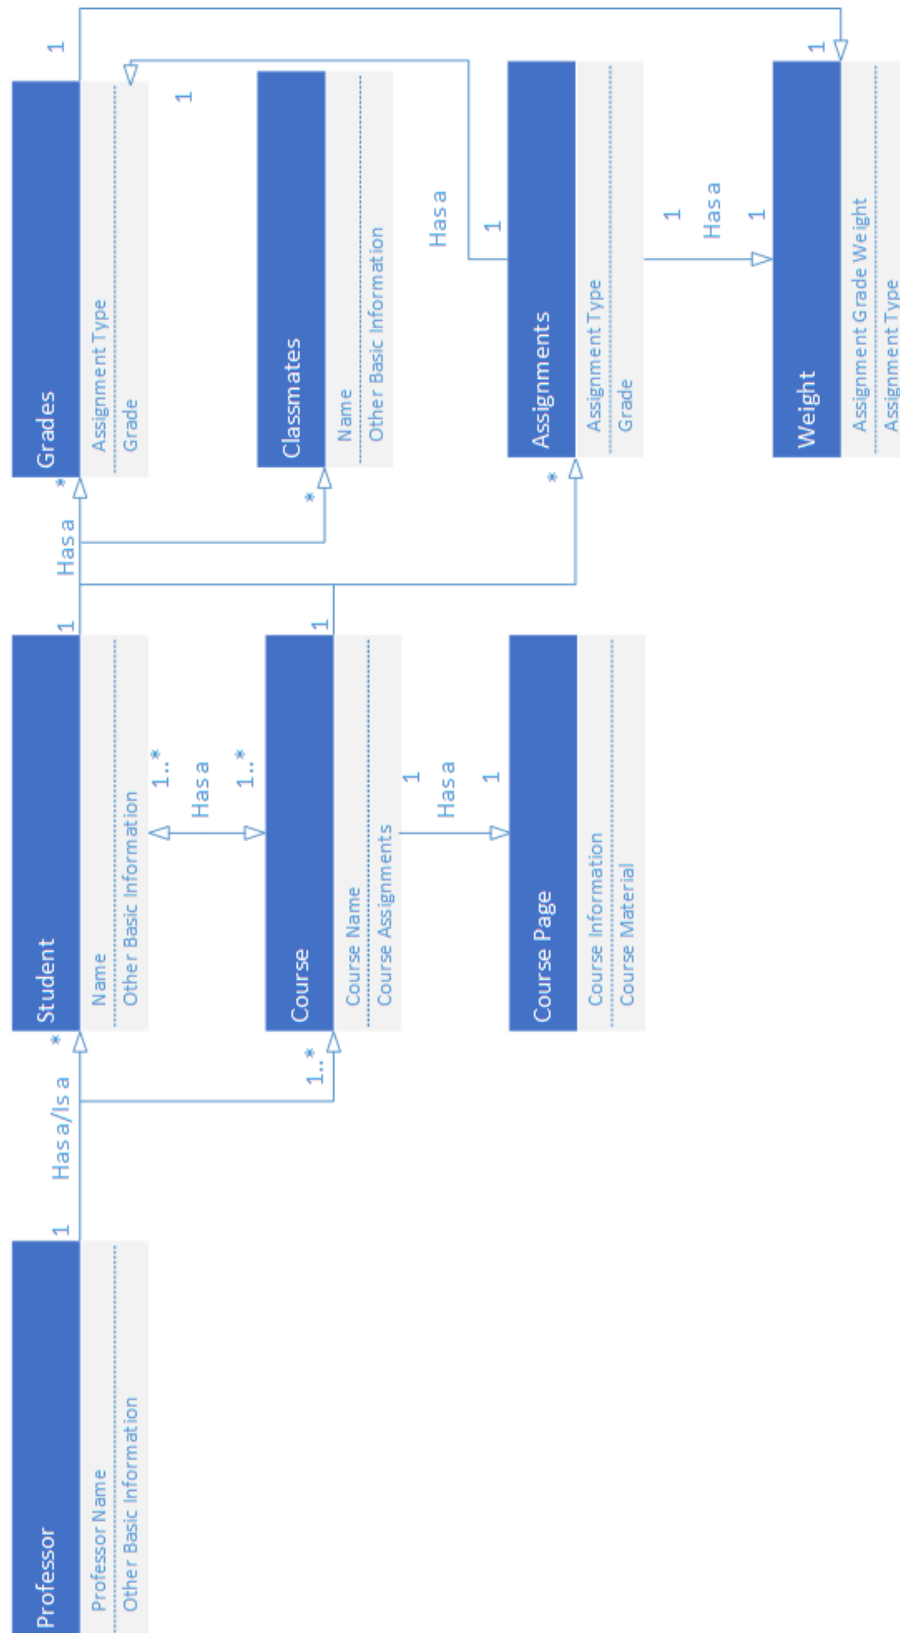 Professor
Professor Name
Other Basic Information
1
Has a/Is a
*
1..*
Student
Name
Other Basic Information
1..*
Has a
1..*
Course
Course Name
Course Assignments
1
Has a
1
Course Page
Course Information
Course Material
1
Has a
*
1
*
*
Grades
Assignment Type
Grade
1
1
Classmates
Name
Other Basic Information
Has a
1
Assignments
Assignment Type
Grade
1
Has a
1
1
Weight
Assignment Grade Weight
Assignment Type